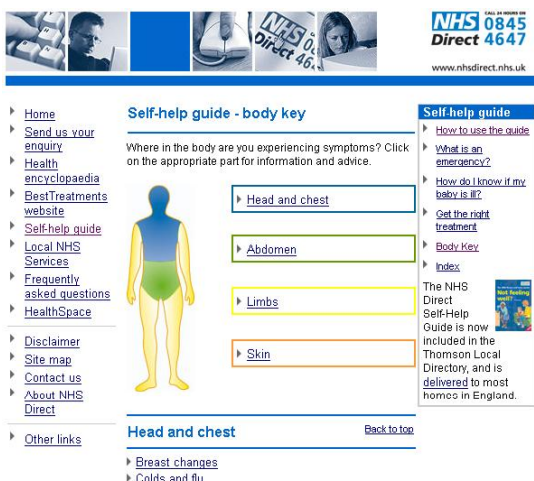 NHS
Direct
CALL 24 HOURS ON
NHS 0845
Direct 4647
www.nhsdirect.nhs.uk
Home
Send us your
enquiry
Health
encyclopaedia
BestTreatments
website
Self-help guide
Local NHS
Services
Frequently
asked questions
HealthSpace
Disclaimer
Site map
Contact us
About NHS
Direct
Other links
Self-help guide - body key
Where in the body are you experiencing symptoms? Click
on the appropriate part for information and advice.
Head and chest
Abdomen
Limbs
Skin
Head and chest
Back to top
Breast changes
Colds and flu
Self-help guide
How to use the guide
What is an
emergency?
How do I know if my
baby is ill?
Get the right
treatment
Body Key
Index
The NHS
Direct
Self-Help
Guide is now
included in the
Thomson Local
Directory, and is
delivered to most
homes in England.
Not feeling
well?